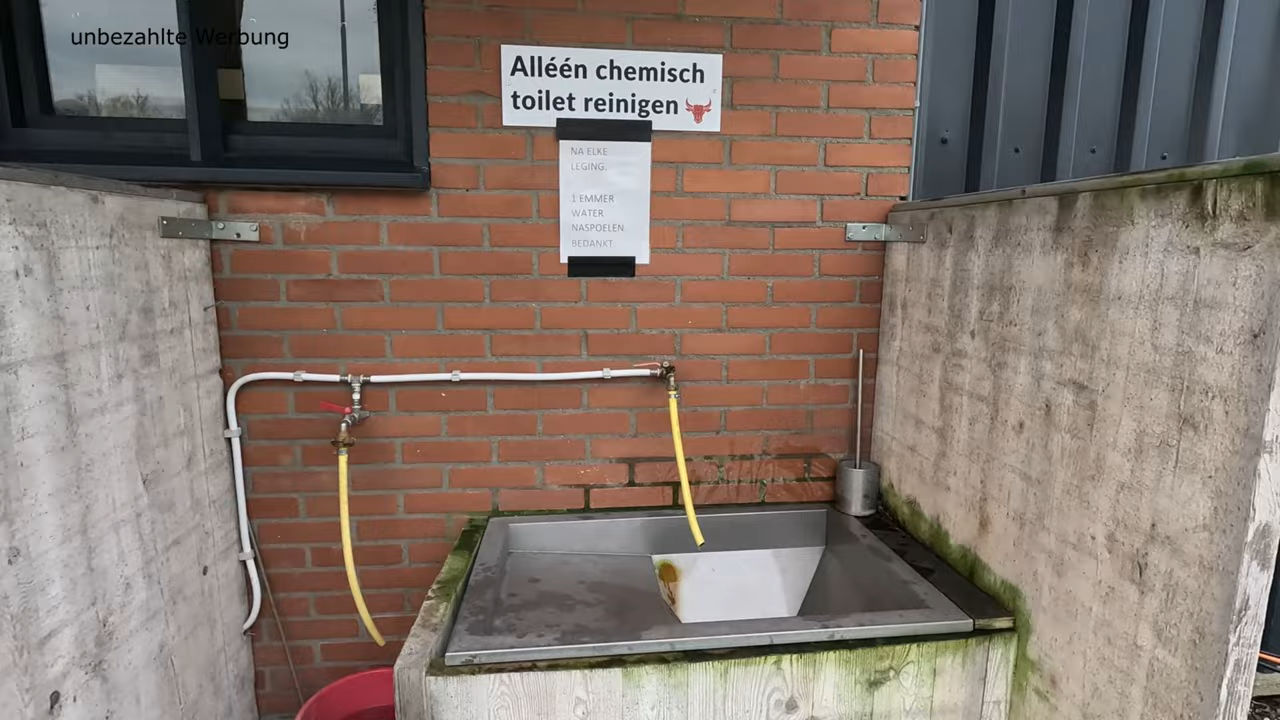 unbezahlte Werbung
Alléén chemisch
toilet reinigen
NA ELKE
LEGING.
1 EMMER
WATER
NASPOELEN.
BEDANKT